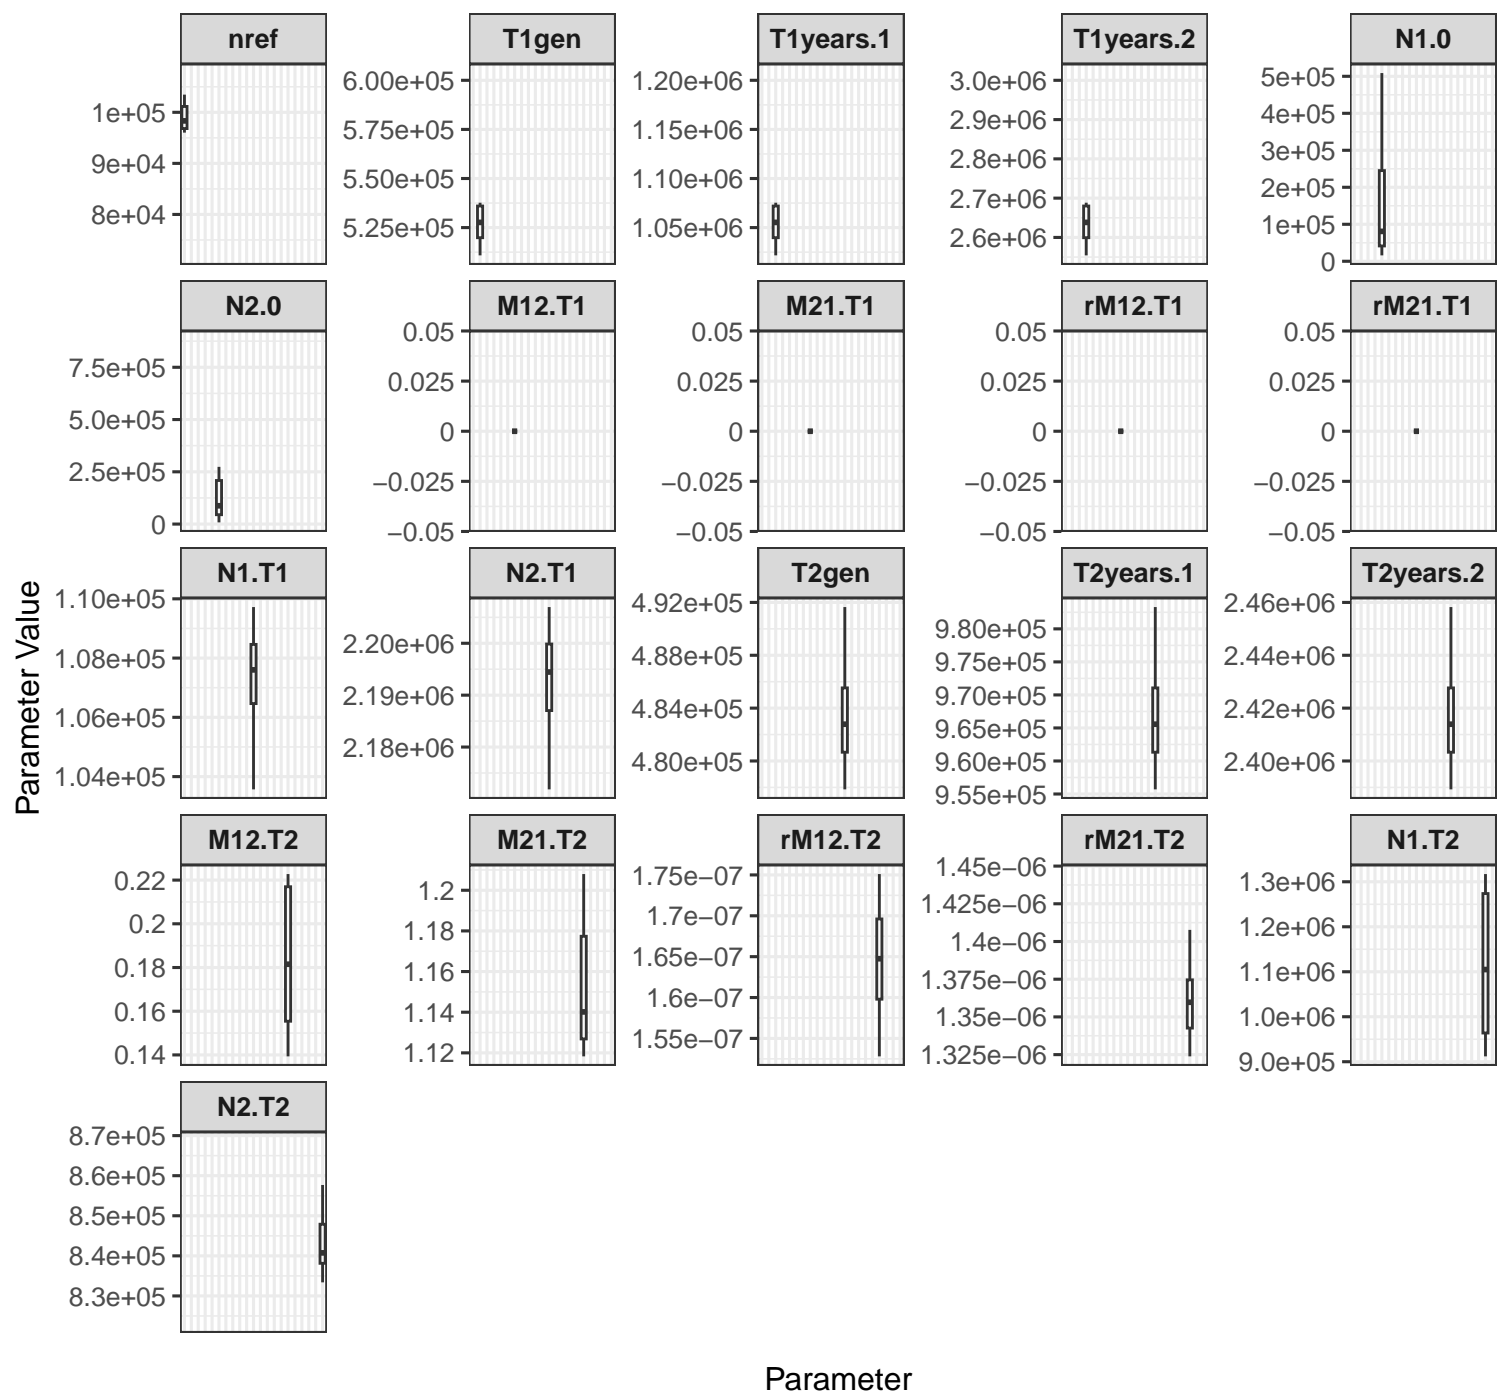 nref
T1gen
T1years.1
T1years.2
N1.0
1e+05
9e+04
8e+04
6.00e+05
5.75e+05
5.50e+05
5.25e+05
1.20e+06
1.15e+06
1.10e+06
1.05e+06
3.0e+06
2.9e+06
2.8e+06
2.7e+06
2.6e+06
5e+05
4e+05
3e+05
2e+05
1e+05
0
N2.0
M12.T1
M21.T1
rM12.T1
rM21.T1
7.5e+05
5.0e+05
2.5e+05
0
0.05
0.025
0
−0.025
−0.05
0.05
0.025
0
−0.025
−0.05
0.05
0.025
0
−0.025
−0.05
0.05
0.025
0
−0.025
−0.05
N1.T1
N2.T1
T2gen
T2years.1
T2years.2
1.10e+05
1.08e+05
1.06e+05
1.04e+05
2.20e+06
2.19e+06
2.18e+06
4.92e+05
4.88e+05
4.84e+05
4.80e+05
9.80e+05
9.75e+05
9.70e+05
9.65e+05
9.60e+05
9.55e+05
2.46e+06
2.44e+06
2.42e+06
2.40e+06
M12.T2
M21.T2
rM12.T2
rM21.T2
N1.T2
0.22
0.2
0.18
0.16
0.14
1.2
1.18
1.16
1.14
1.12
1.75e−07
1.7e−07
1.65e−07
1.6e−07
1.55e−07
1.45e−06
1.425e−06
1.4e−06
1.375e−06
1.35e−06
1.325e−06
1.3e+06
1.2e+06
1.1e+06
1.0e+06
9.0e+05
N2.T2
8.7e+05
8.6e+05
8.5e+05
8.4e+05
8.3e+05
Parameter Value
Parameter